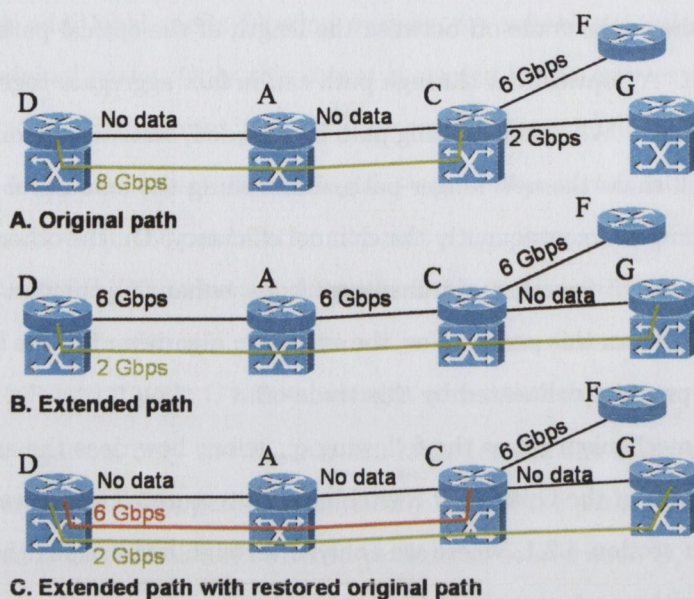 F
6 Gbps
D
A
C
G
No data
No data
2 Gbps
8 Gbps
A. Original path
F
6 Gbps
D
A
C
G
6 Gbps
6 Gbps
No data
2 Gbps
B. Extended path
F
6 Gbps
D
A
C
G
No data
No data
No data
6 Gbps
2 Gbps
C. Extended path with restored original path